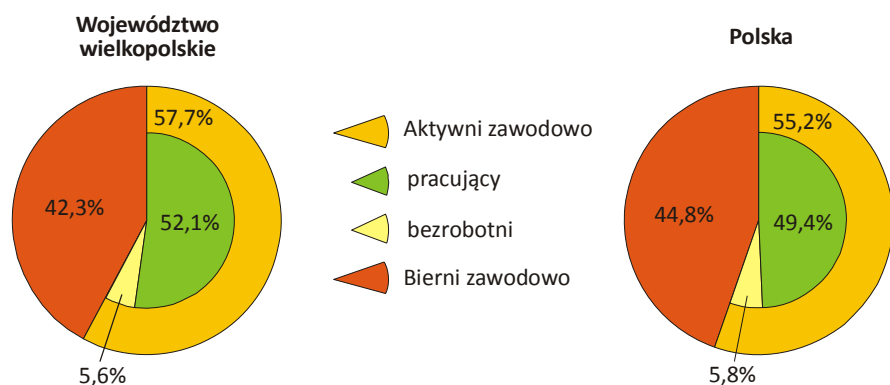 Województwo
wielkopolskie
57,7%
42,3%
52,1%
5,6%
Aktywni zawodowo
pracujący
bezrobotni
Bierni zawodowo
Polska
55,2%
44,8%
49,4%
5,8%